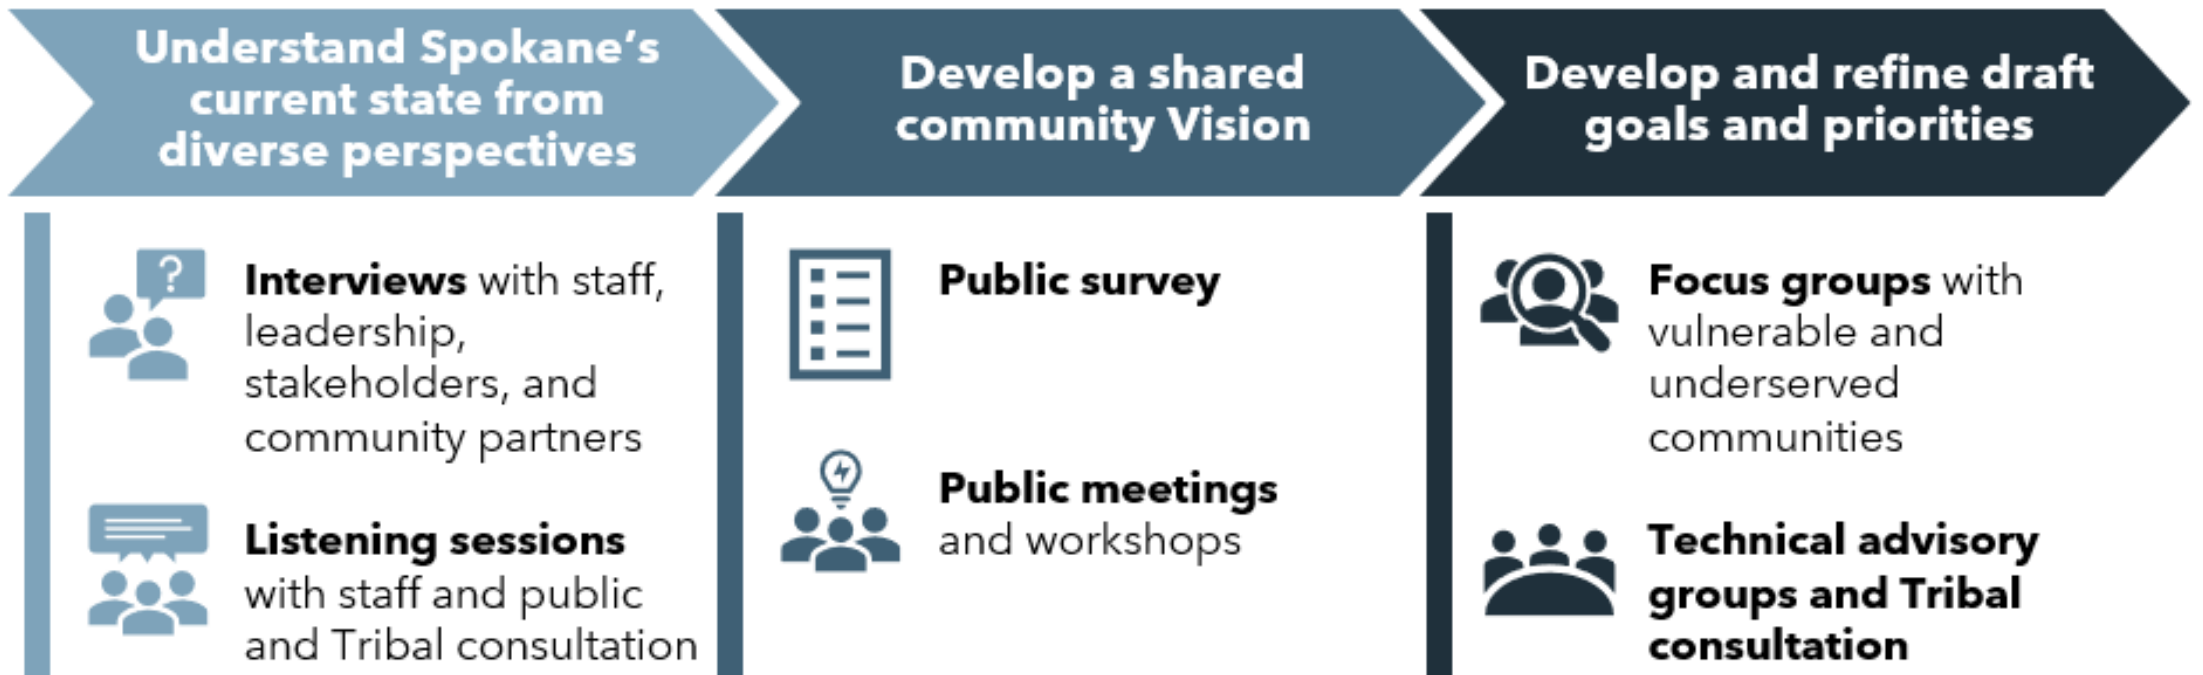 Understand Spokane’s
current state from
diverse perspectives
Develop a shared
community Vision
Develop and refine draft
goals and priorities
?
Interviews with staff,
leadership,
stakeholders, and
community partners
Listening sessions
with staff and public
and Tribal consultation
Public survey
Public meetings
and workshops
Focus groups with
vulnerable and
underserved
communities
Technical advisory
groups and Tribal
consultation